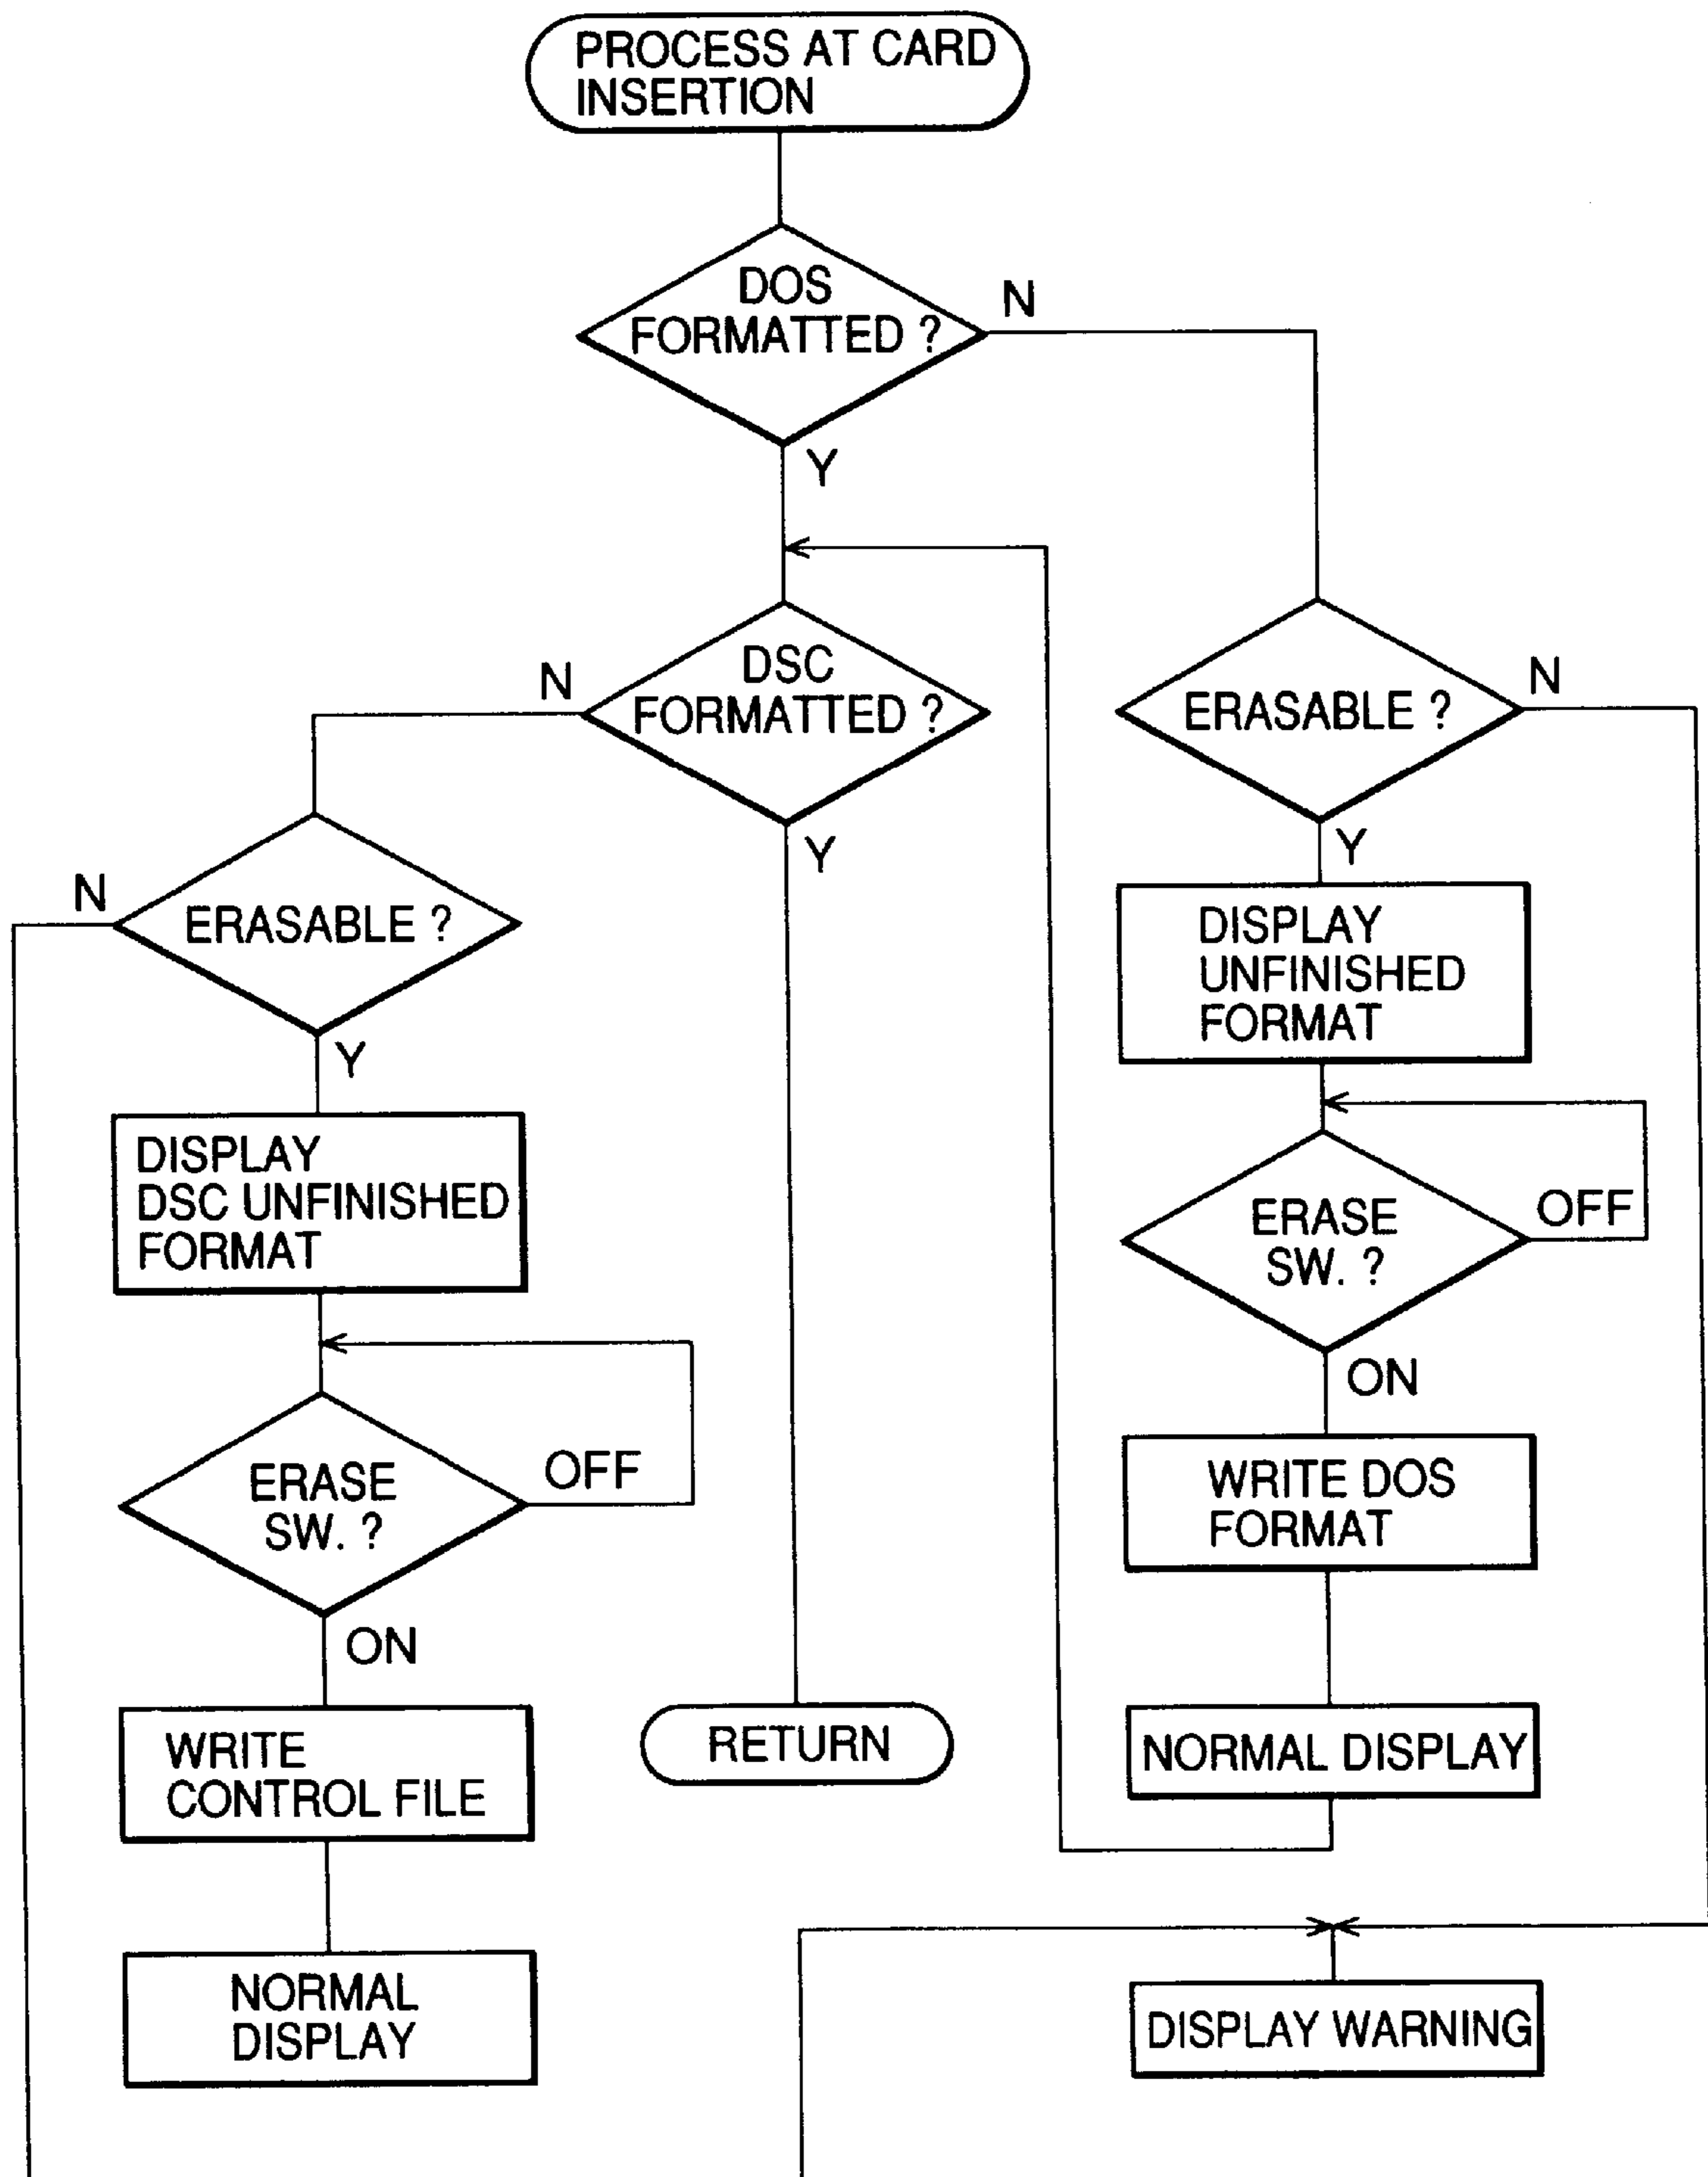 PROCESS AT CARD
INSERTION
DOS
FORMATTED ?
N
Y
DSC
FORMATTED ?
N
Y
ERASABLE ?
N
Y
ERASABLE ?
N
Y
DISPLAY
UNFINISHED
FORMAT
DISPLAY
DSC UNFINISHED
FORMAT
ERASE
SW. ?
OFF
ON
ERASE
SW. ?
OFF
ON
WRITE DOS
FORMAT
WRITE
CONTROL FILE
RETURN
NORMAL DISPLAY
NORMAL
DISPLAY
DISPLAY WARNING